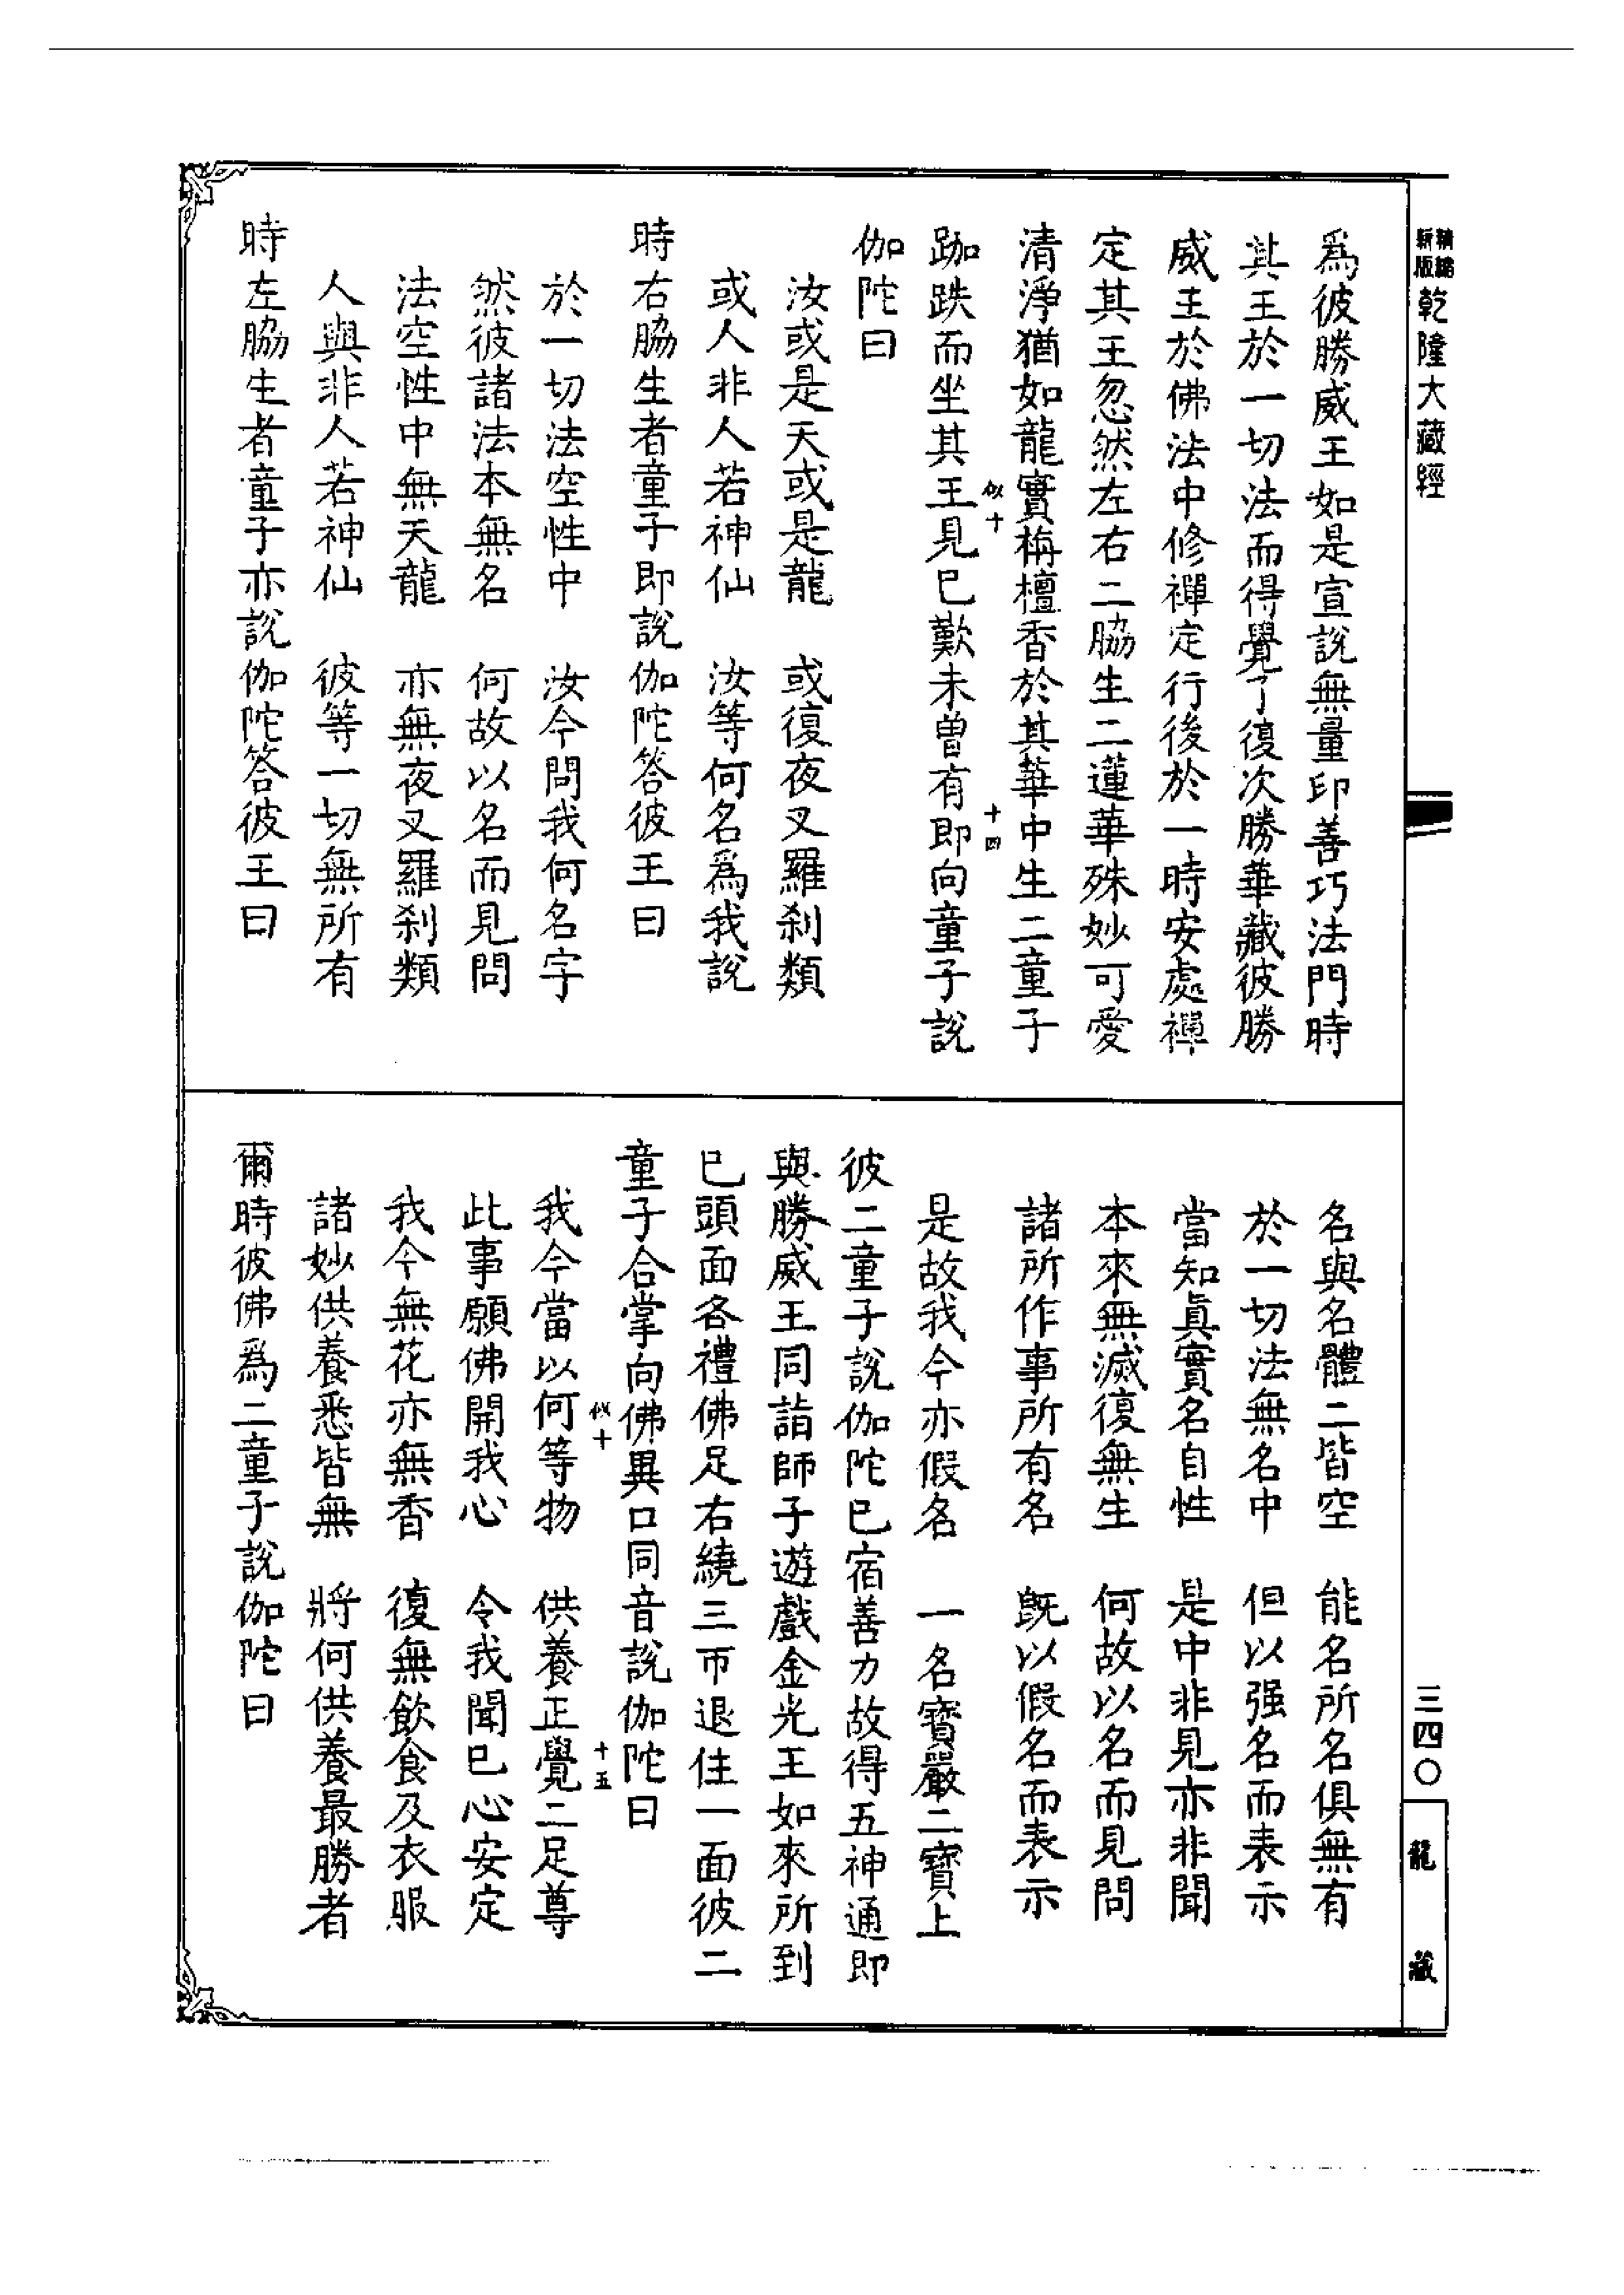 精縮
新版
乾隆大藏經
爲彼勝威王如是宣說無量印善巧法門時
其王於一切法而得覺了復次勝華藏彼勝
威王於佛法中修禪定行後於一時安處禪
定其王忽然左右二脇生二蓮華殊妙可愛
清淨猶如龍實栴檀香於其華中生二童子
十四
跏趺而坐其王見已歎未曾有即向童子說
伽陀曰
汝或是天或是龍　或復夜叉羅刹類
或人非人若神仙　汝等何名爲我說
時右脇生者童子即說伽陀答彼王曰
於一切法空性中　汝今問我何名字
然彼諸法本無名　何故以名而見問
法空性中無天龍　亦無夜叉羅刹類
人與非人若神仙　彼等一切無所有
時左脇生者童子亦說伽陀答彼王曰
名與名體二皆空　能名所名俱無有
於一切法無名中　但以强名而表示
當知眞實名自性　是中非見亦非聞
本來無滅復無生　何故以名而見問
諸所作事所有名　既以假名而表示
是故我今亦假名　一名寶嚴二寶上
彼二童子說伽陀已宿善力故得五神通即
與勝威王同詣師子遊戲金光王如來所到
已頭面各禮佛足右繞三帀退住一面彼二
童子合掌向佛異口同音說伽陀曰
十五
我今當以何等物　供養正覺二足尊
此事願佛開我心　令我聞已心安定
我今無花亦無香　復無飲食及衣服
諸妙供養悉皆無　將何供養最勝者
爾時彼佛爲二童子說伽陀曰
三四〇
龍藏